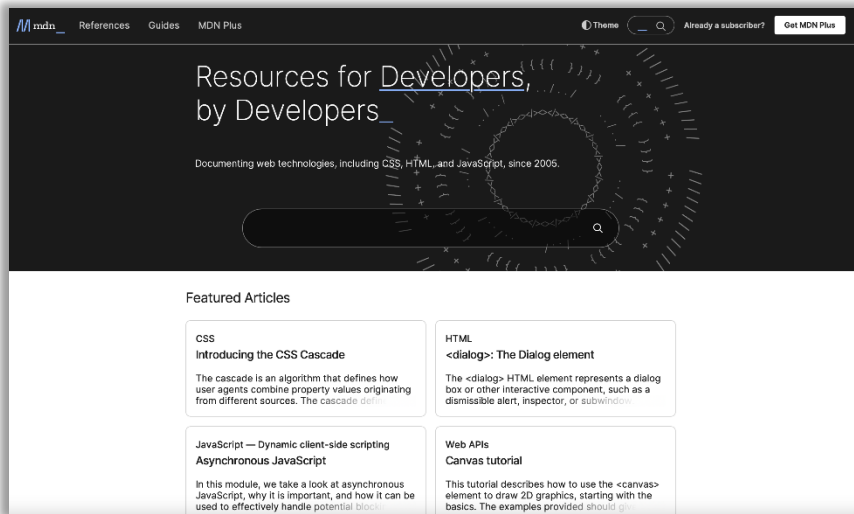 mdn_
References
Guides
MDN Plus
Theme
Already a subscriber?
Get MDN Plus
Resources for Developers,
by Developers_
Documenting web technologies, including CSS, HTML, and JavaScript, since 2005.
Featured Articles
CSS
Introducing the CSS Cascade
The cascade is an algorithm that defines how
user agents combine property values originating
from different sources. The cascade
HTML
<dialog>: The Dialog element
The <dialog> HTML element represents a dialog
box or other interactive component, such as a
dismissible alert, inspector, or subwindow
JavaScript — Dynamic client-side scripting
Asynchronous JavaScript
In this module, we take a look at asynchronous
JavaScript, why it is important, and how it can be
used to effectively handle potential
Web APIs
Canvas tutorial
This tutorial describes how to use the <canvas>
element to draw 2D graphics, starting with the
basics. The examples provided should